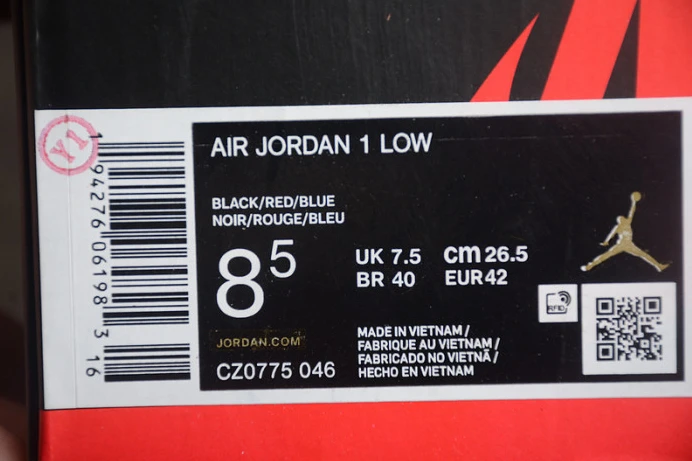 AIR JORDAN 1 LOW
BLACK/RED/BLUE
NOIR/ROUGE/BLEU
8 5
UK 7.5 cm 26.5
BR 40 EUR 42
JORDAN.COM
CZ0775 046
MADE IN VIETNAM /
FABRIQUE AU VIETNAM /
FABRICADO NO VIETNÃ /
HECHO EN VIETNAM
RFID
YI
1 94276 06198 3 16